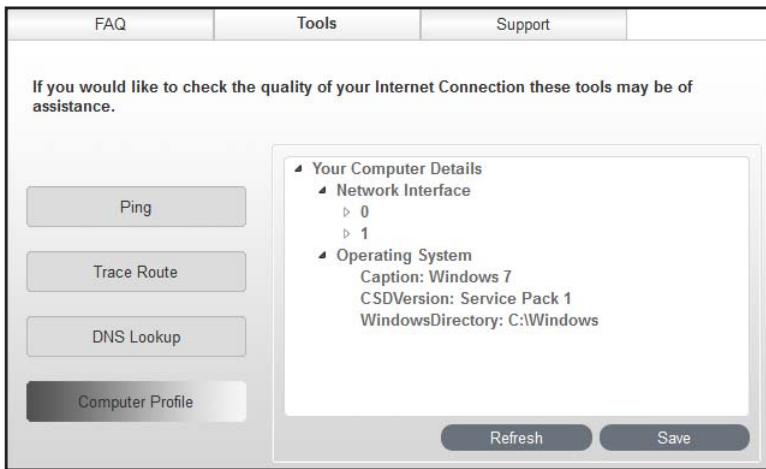 FAQ
Tools
Support
If you would like to check the quality of your Internet Connection these tools may be of
assistance.
Ping
Trace Route
DNS Lookup
Computer Profile
Your Computer Details
Network Interface
0
1
Operating System
Caption: Windows 7
CSDVersion: Service Pack 1
WindowsDirectory: C:\Windows
Refresh
Save